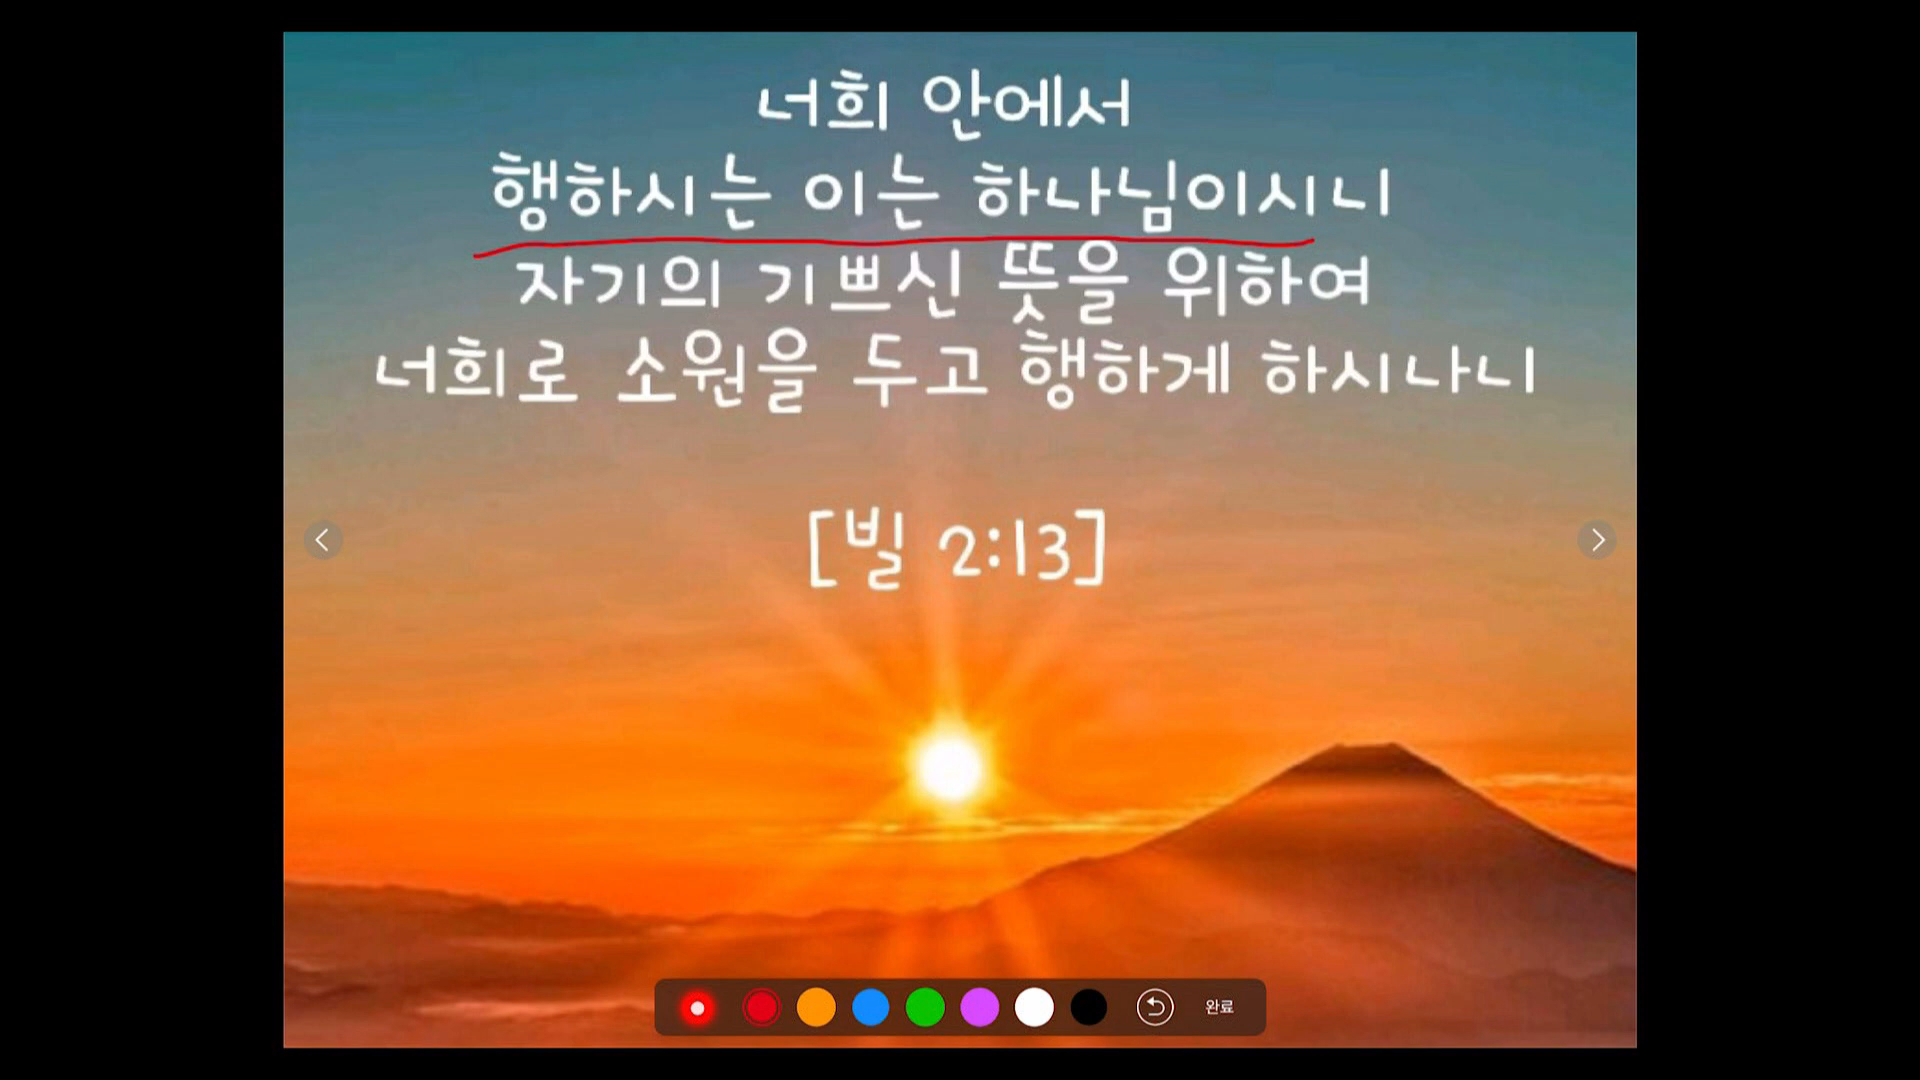 너희 안에서
행하시는 이는 하나님이시니
자기의 기쁘신 뜻을 위하여
너희로 소원을 두고 행하게 하시나니
[빌 2:13]
완료